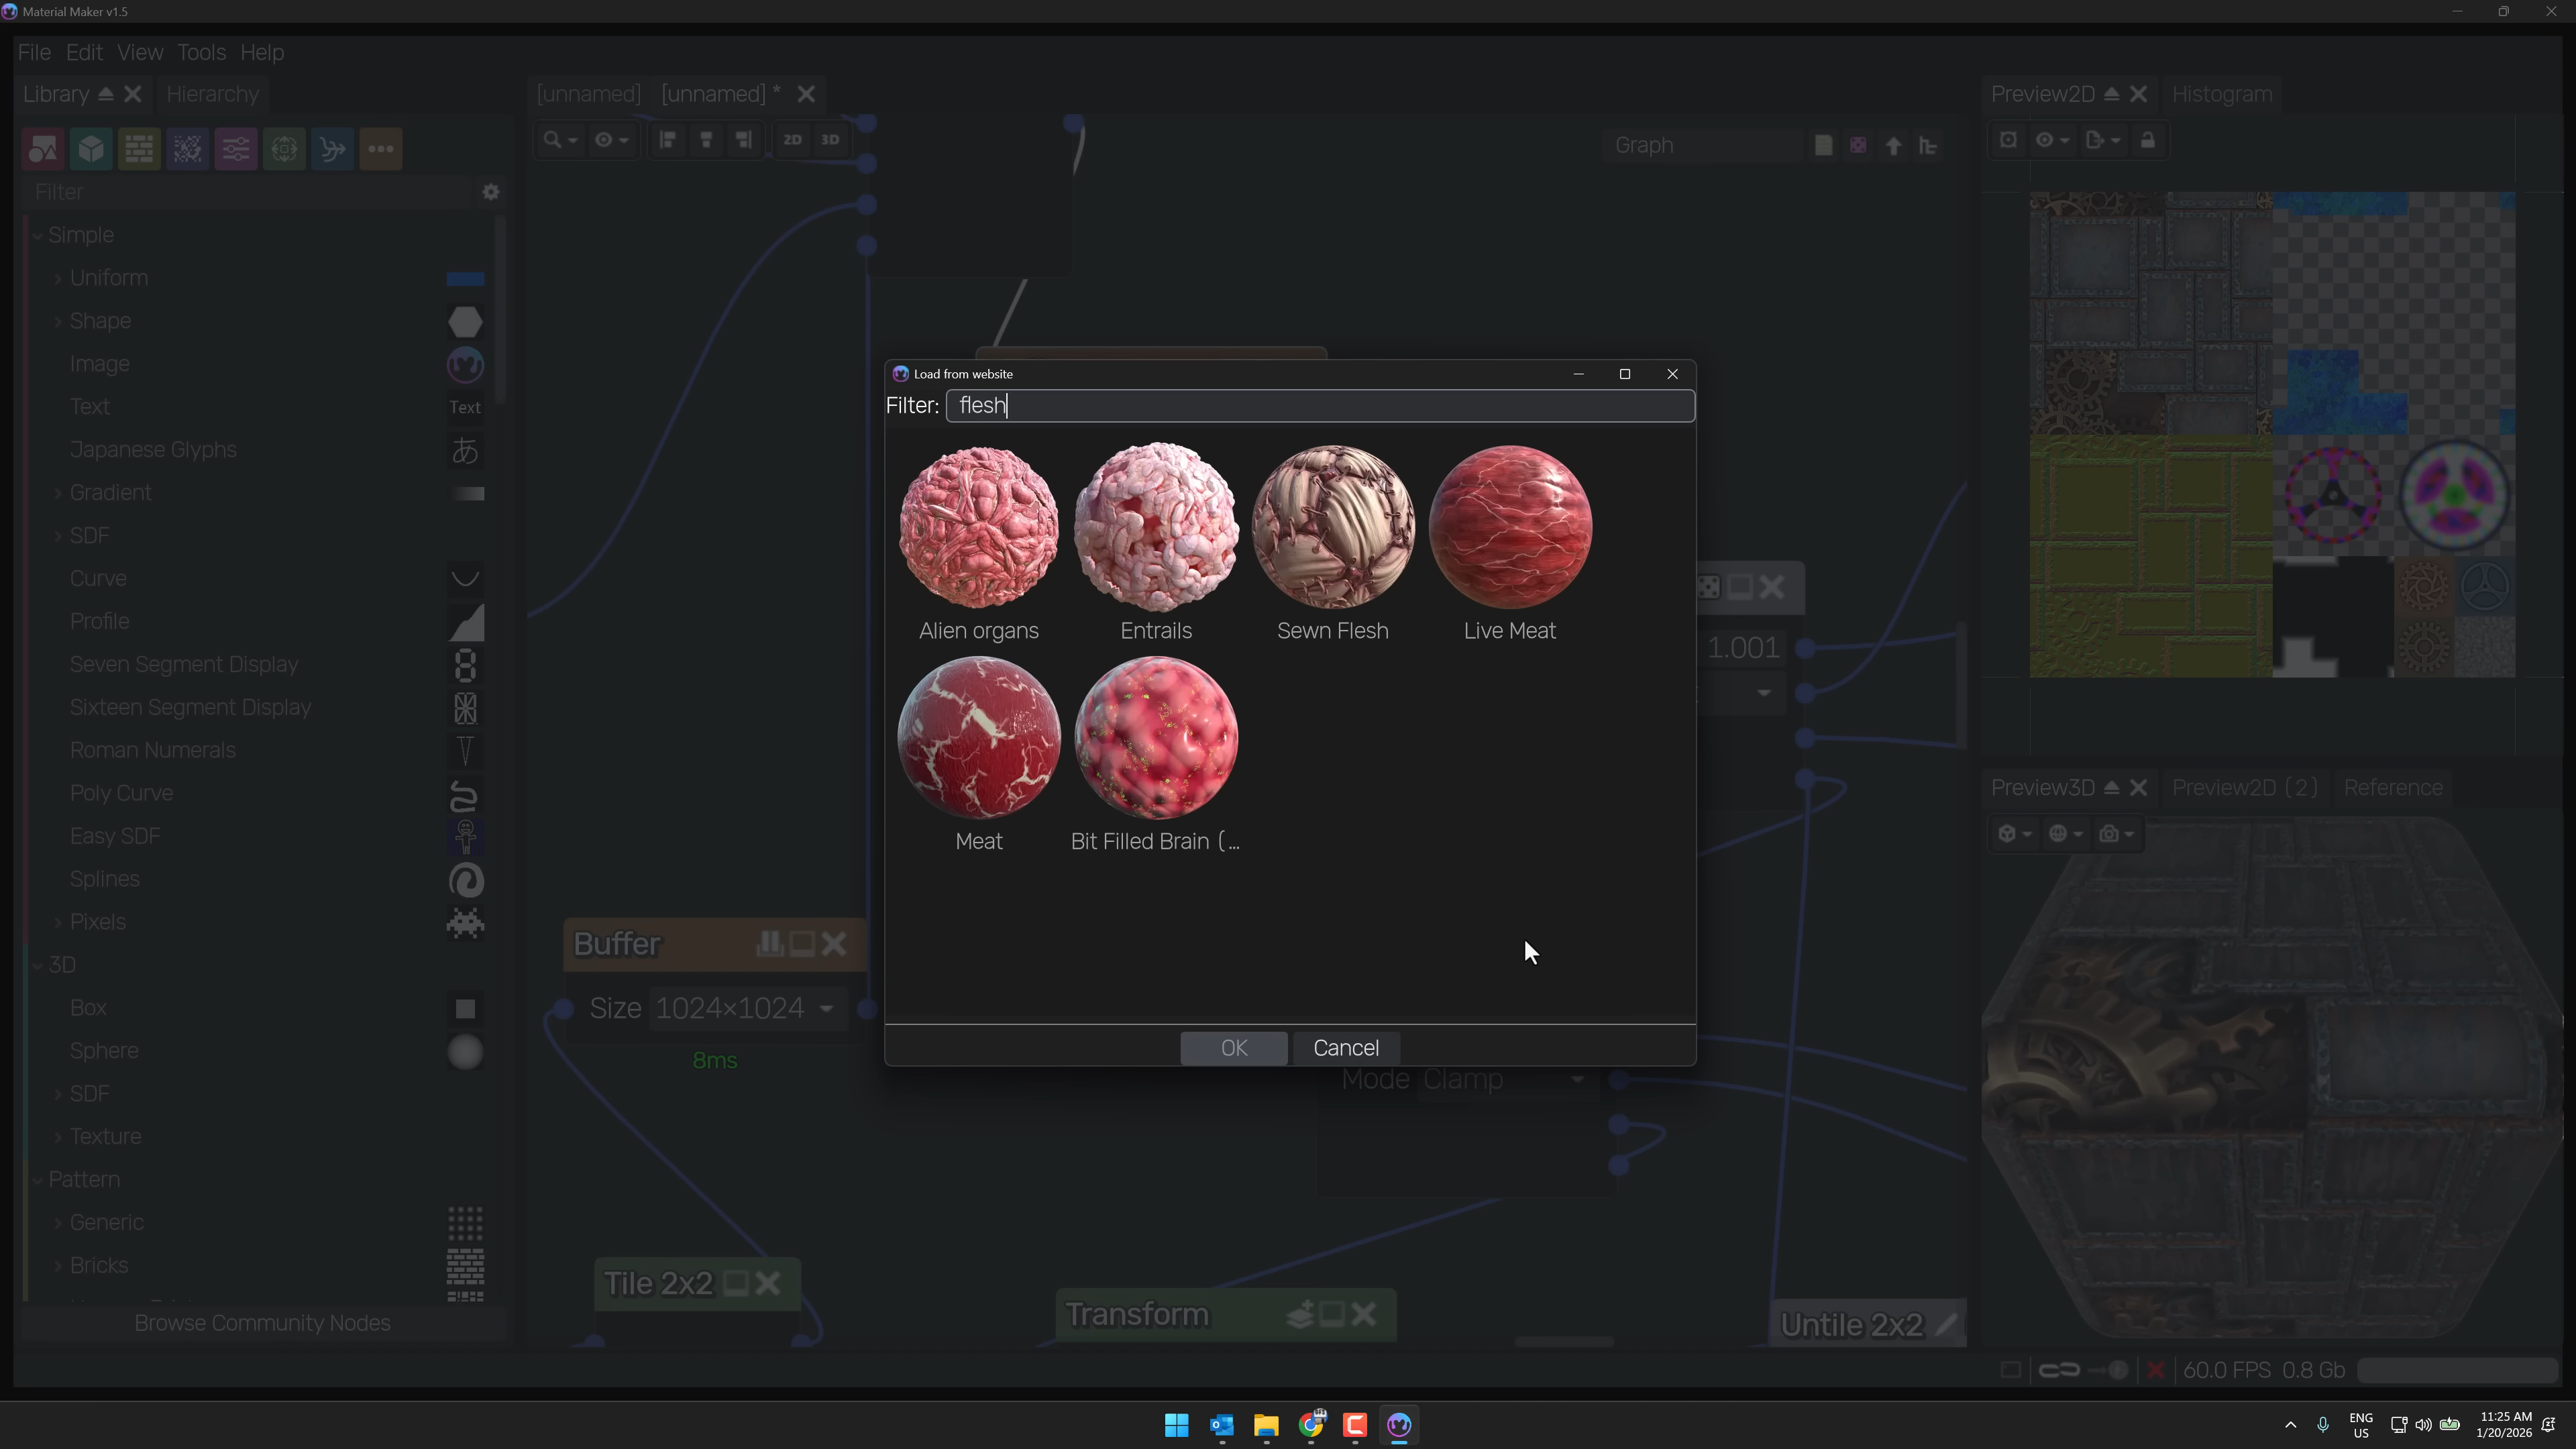 Material Maker v1.5
File Edit View Tools Help
Library
Hierarchy
[unnamed]
[unnamed] *
Preview2D
Histogram
2D
3D
Graph
Filter
Simple
Uniform
Shape
Image
Text
Text
Japanese Glyphs
あ
Gradient
SDF
Curve
Profile
Seven Segment Display
Sixteen Segment Display
Roman Numerals
Poly Curve
Easy SDF
Splines
Pixels
3D
Box
Sphere
SDF
Texture
Pattern
Generic
Bricks
Browse Community Nodes
Load from website
Filter: flesh
Alien organs
Entrails
Sewn Flesh
Live Meat
Meat
Bit Filled Brain (...
OK
Cancel
1.001
Buffer
Size 1024×1024
8ms
Mode Clamp
Tile 2x2
Transform
Untile 2x2
Preview3D
Preview2D (2)
Reference
60.0 FPS 0.8 Gb
ENG
US
11:25 AM
1/20/2026